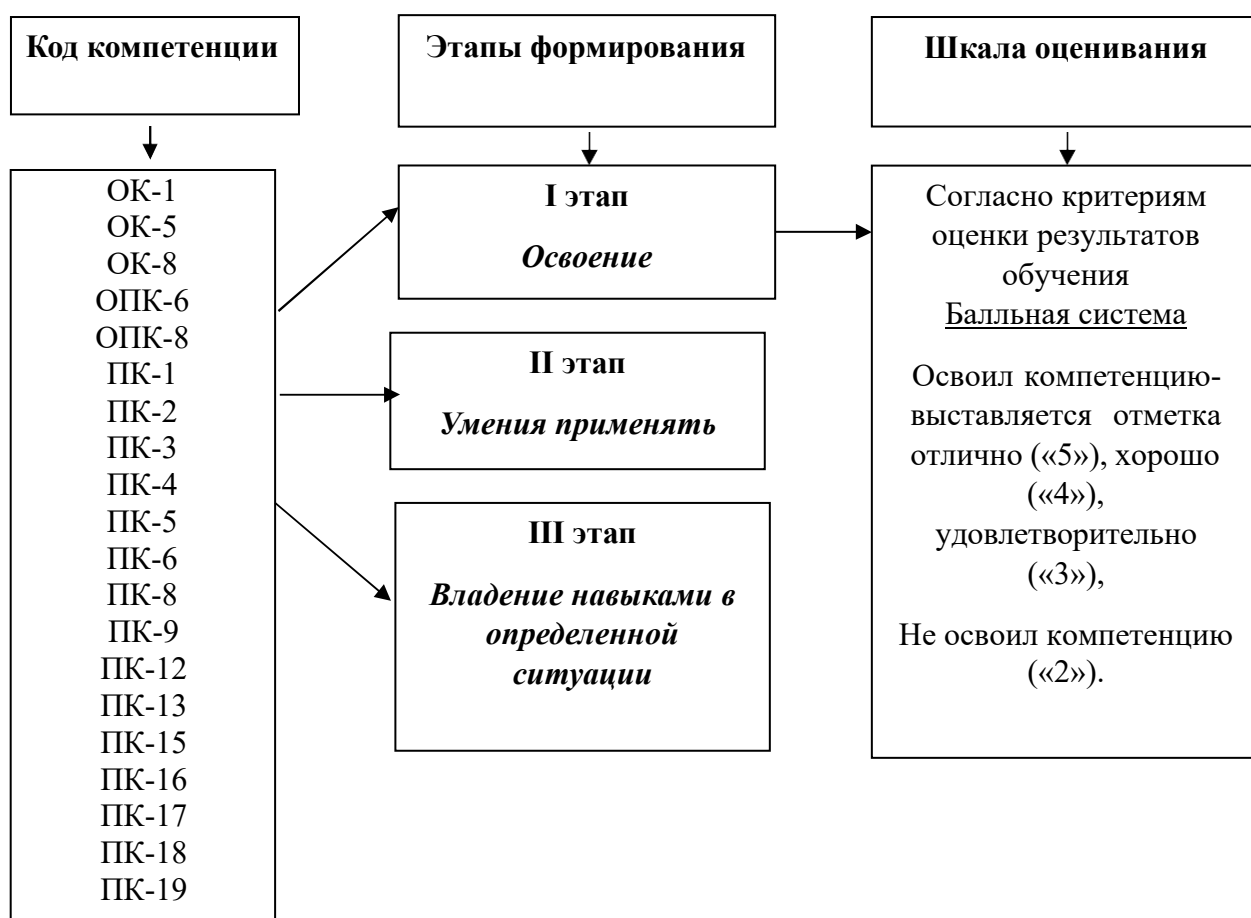 Код компетенции
Этапы формирования
Шкала оценивания
ОК-1
ОК-5
ОК-8
ОПК-6
ОПК-8
ПК-1
ПК-2
ПК-3
ПК-4
ПК-5
ПК-6
ПК-8
ПК-9
ПК-12
ПК-13
ПК-15
ПК-16
ПК-17
ПК-18
ПК-19
I этап
Освоение
II этап
Умения применять
III этап
Владение навыками в
определенной
ситуации
Согласно критериям
оценки результатов
обучения
Балльная система
Освоил компетенцию-
выставляется отметка
отлично («5»), хорошо
(«4»),
удовлетворительно
(«3»),
Не освоил компетенцию
(«2»).